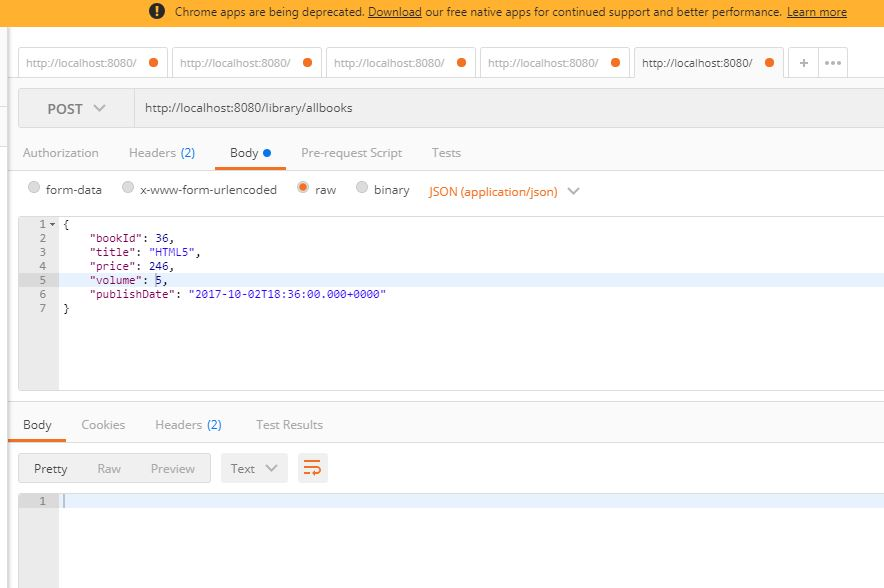 Chrome apps are being deprecated. Download our free native apps for continued support and better performance. Learn more
http://localhost:8080/ http://localhost:8080/ http://localhost:8080/ http://localhost:8080/ http://localhost:8080/ + •••
POST http://localhost:8080/library/allbooks
Authorization Headers (2) Body Pre-request Script Tests
form-data x-www-form-urlencoded raw binary JSON (application/json)
1 {
2 "bookId": 36,
3 "title": "HTML5",
4 "price": 246,
5 "volume": 5,
6 "publishDate": "2017-10-02T18:36:00.000+0000"
7 }
Body Cookies Headers (2) Test Results
Pretty Raw Preview Text
1